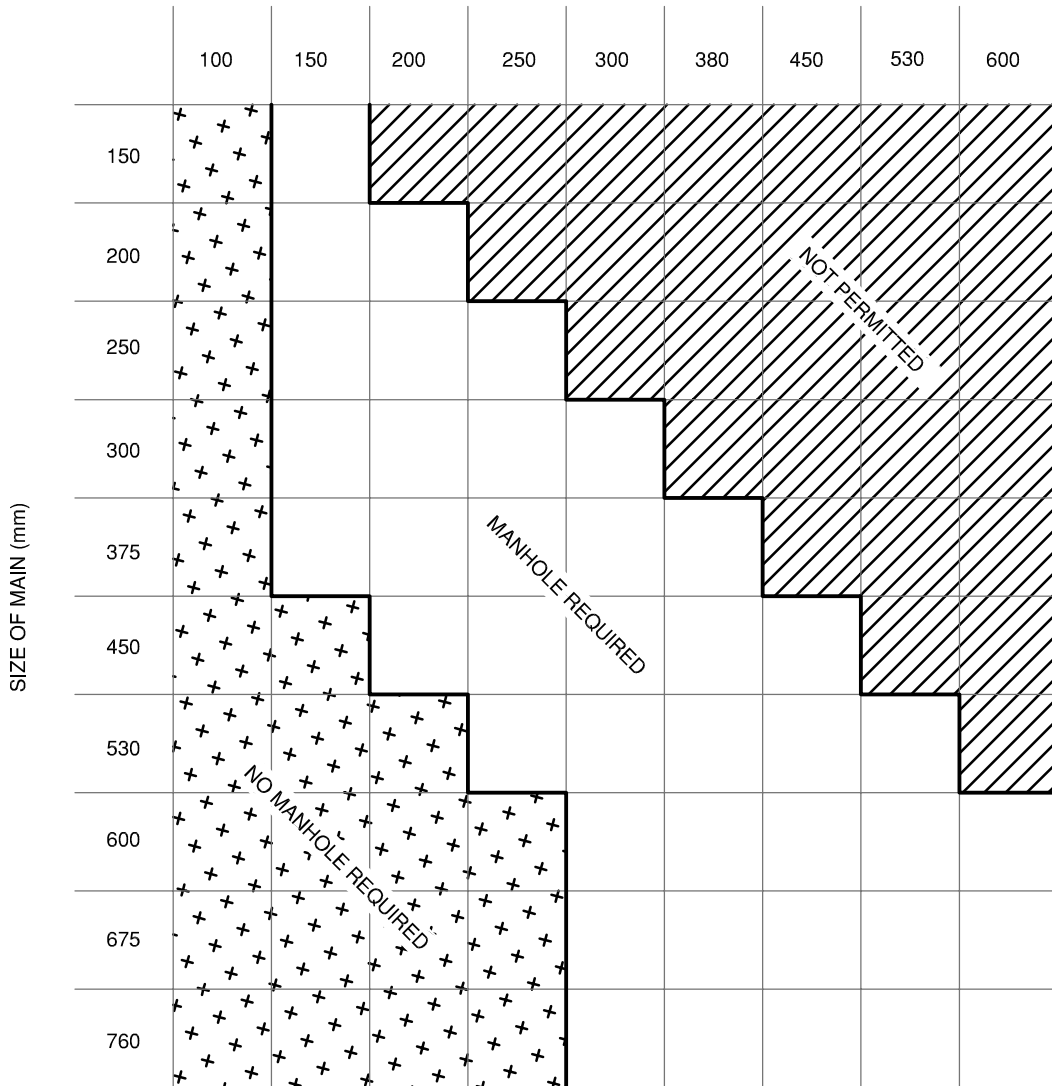 100 150 200 250 300 380 450 530 600
150
200
NOT PERMITTED
250
300
375
MANHOLE REQUIRED
SIZE OF MAIN (mm)
450
530
NO MANHOLE REQUIRED
600
675
760